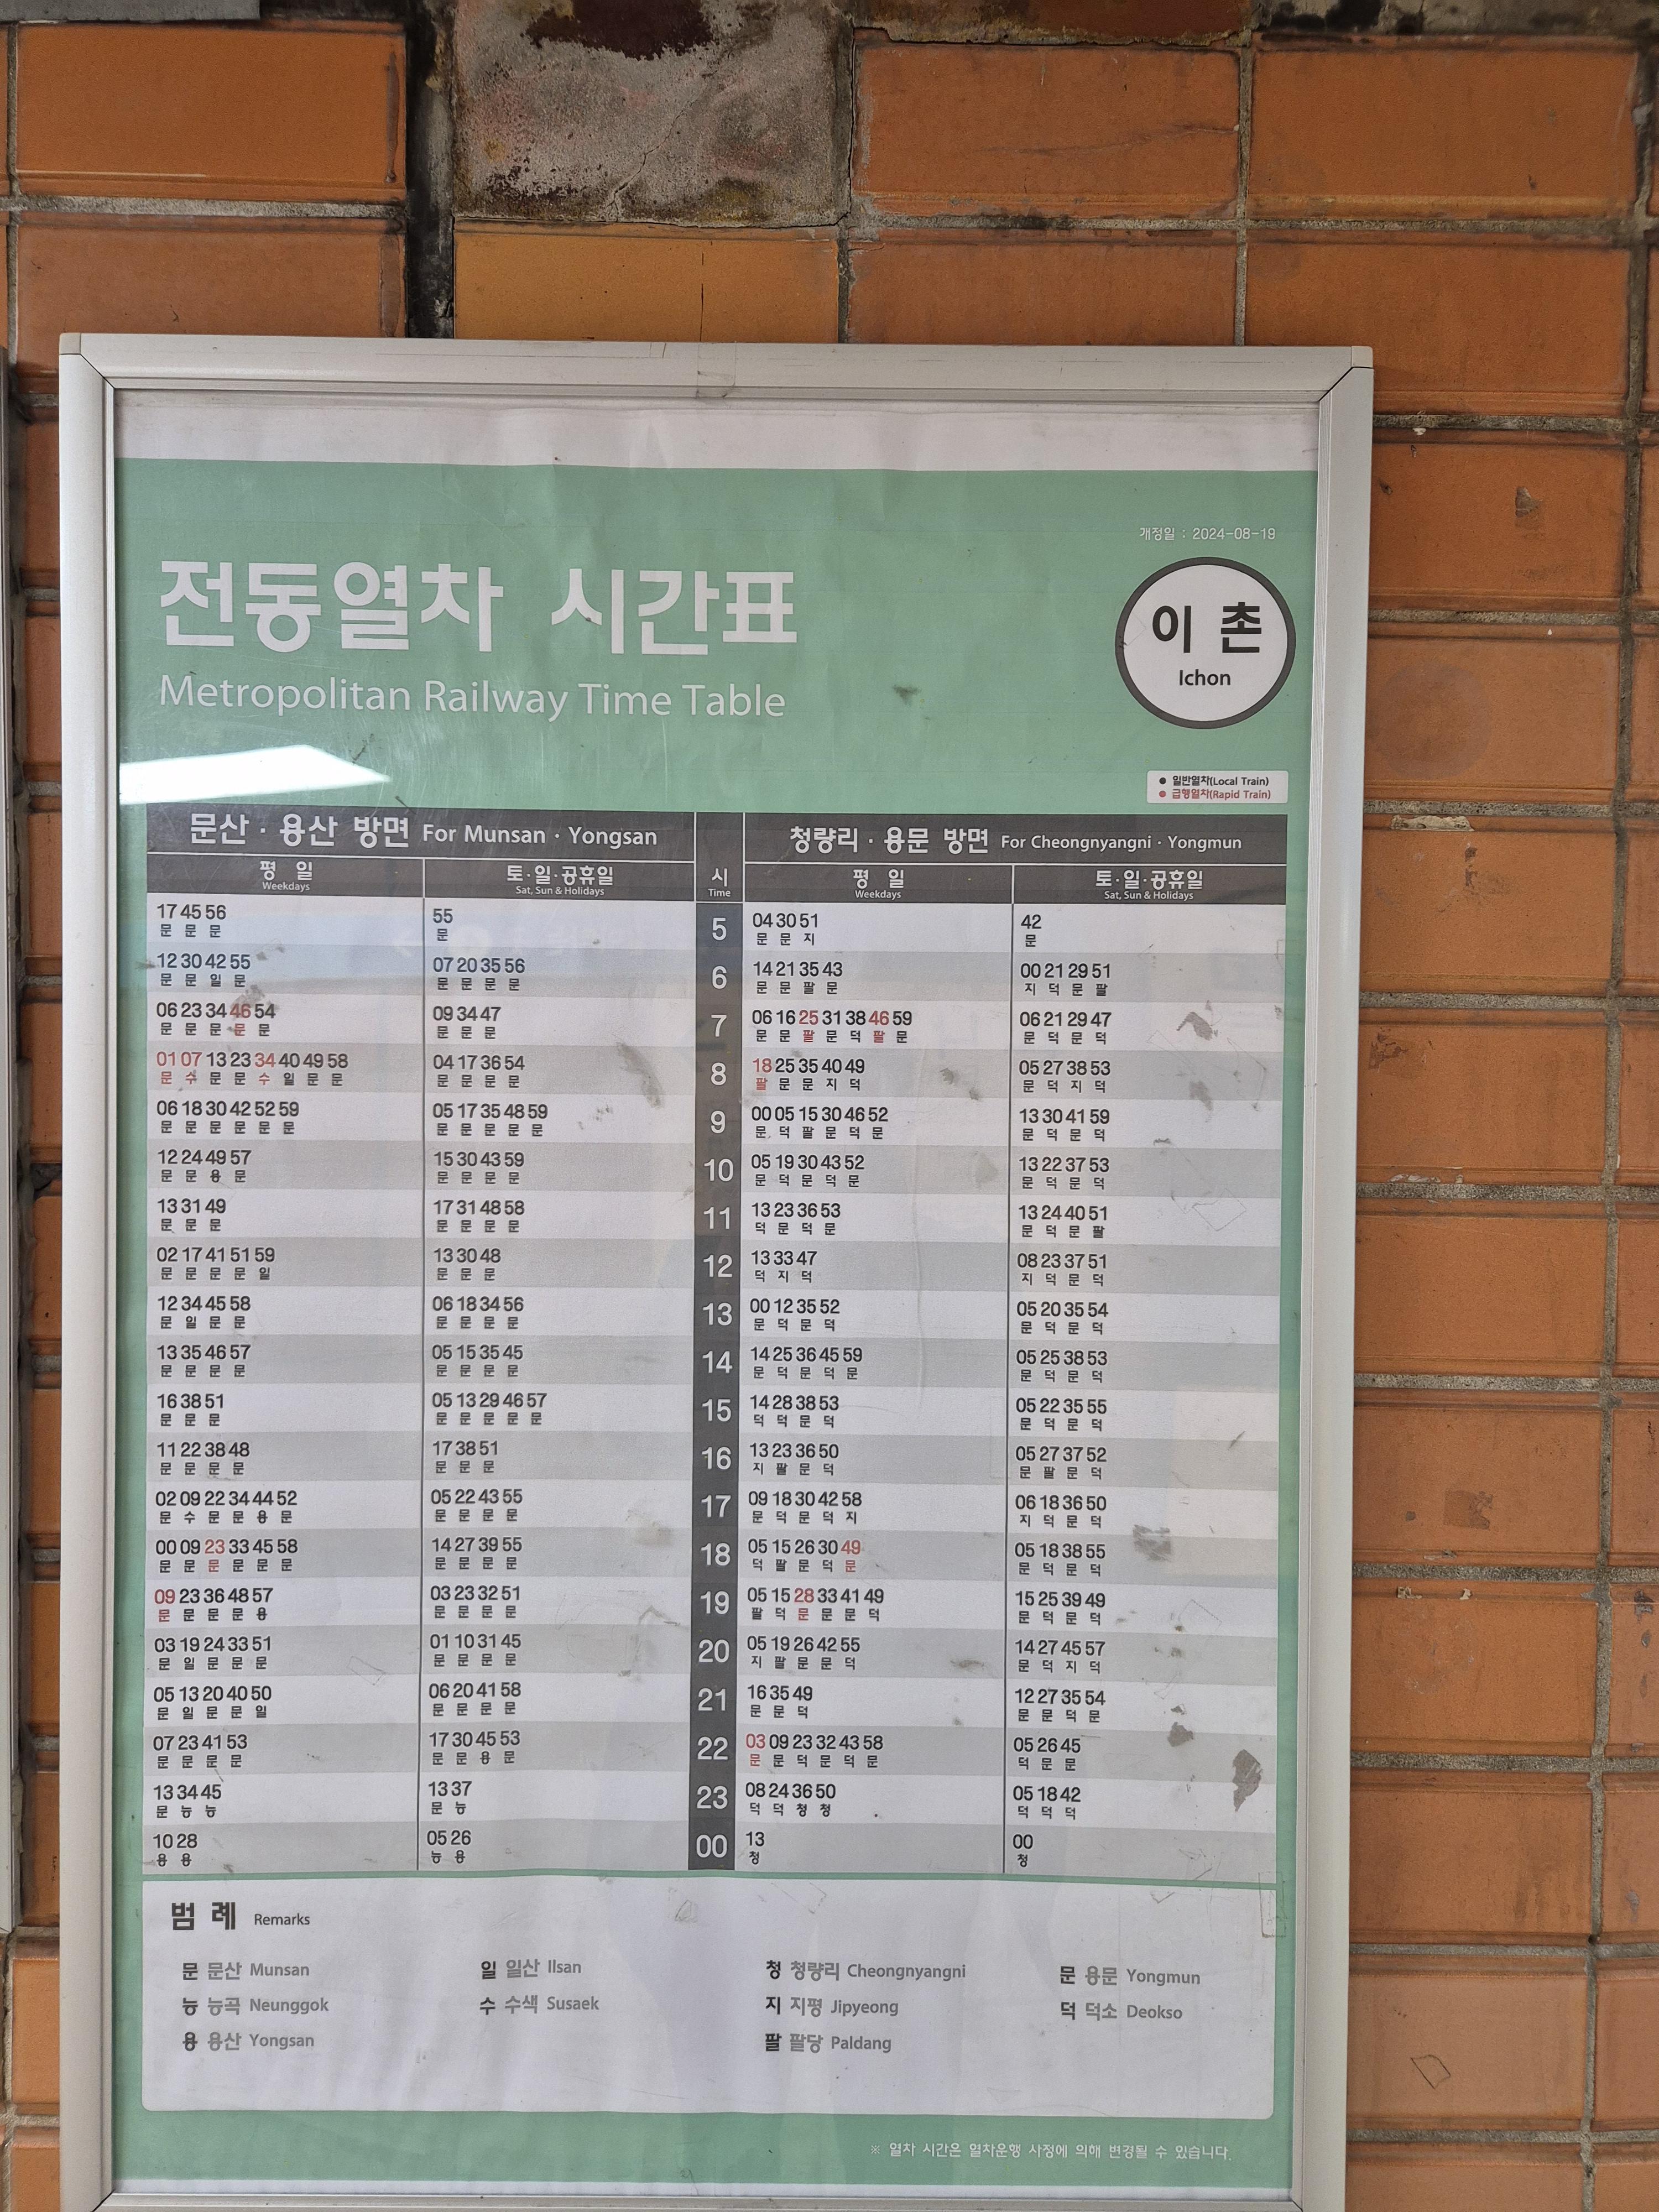 개정일 : 2024-08-19
전동열차 시간표
이촌
Metropolitan Railway Time Table
Ichon
● 일반열차(Local Train)
● 급행열차(Rapid Train)
문산 · 용산 방면 For Munsan · Yongsan 시 Time 청량리 · 용문 방면 For Cheongnyangni · Yongmun
평 일 Weekdays 토·일·공휴일 Sat, Sun & Holidays 평 일 Weekdays 토·일·공휴일 Sat, Sun & Holidays
17 45 56 55 5 04 30 51 42
문 문 문 문 문 문 지 문
12 30 42 55 07 20 35 56 6 14 21 35 43 00 21 29 51
문 문 일 문 문 문 문 문 문 문 팔 문 지 덕 문 팔
06 23 34 46 54 09 34 47 7 06 16 25 31 38 46 59 06 21 29 47
문 문 문 문 문 문 문 문 문 문 팔 문 덕 팔 문 문 덕 문 덕
01 07 13 23 34 40 49 58 04 17 36 54 8 18 25 35 40 49 05 27 38 53
문 수 문 문 수 일 문 문 문 문 문 문 팔 문 문 지 덕 문 덕 지 덕
06 18 30 42 52 59 05 17 35 48 59 9 00 05 15 30 46 52 13 30 41 59
문 문 문 문 문 문 문 문 문 문 문 문 덕 팔 문 덕 문 문 덕 문 덕
12 24 49 57 15 30 43 59 10 05 19 30 43 52 13 22 37 53
문 문 용 문 문 문 문 문 문 덕 문 덕 문 문 덕 문 덕
13 31 49 17 31 48 58 11 13 23 36 53 13 24 40 51
문 문 문 문 문 문 문 덕 문 덕 문 문 덕 문 팔
02 17 41 51 59 13 30 48 12 13 33 47 08 23 37 51
문 문 문 문 일 문 문 문 덕 지 덕 지 덕 문 덕
12 34 45 58 06 18 34 56 13 00 12 35 52 05 20 35 54
문 일 문 문 문 문 문 문 문 덕 문 덕 문 덕 문 덕
13 35 46 57 05 15 35 45 14 14 25 36 45 59 05 25 38 53
문 문 문 문 문 문 문 문 문 덕 문 덕 문 문 덕 문 덕
16 38 51 05 13 29 46 57 15 14 28 38 53 05 22 35 55
문 문 문 문 문 문 문 문 덕 덕 문 덕 문 덕 문 덕
11 22 38 48 17 38 51 16 13 23 36 50 05 27 37 52
문 문 문 문 문 문 문 지 팔 문 덕 문 팔 문 덕
02 09 22 34 44 52 05 22 43 55 17 09 18 30 42 58 06 18 36 50
문 수 문 문 용 문 문 문 문 문 문 덕 문 덕 지 지 덕 문 덕
00 09 23 33 45 58 14 27 39 55 18 05 15 26 30 49 05 18 38 55
문 문 문 문 문 문 문 문 문 문 덕 팔 문 덕 문 문 덕 문 덕
09 23 36 48 57 03 23 32 51 19 05 15 28 33 41 49 15 25 39 49
문 문 문 문 용 문 문 문 문 팔 덕 문 문 문 덕 문 덕 문 덕
03 19 24 33 51 01 10 31 45 20 05 19 26 42 55 14 27 45 57
문 일 문 문 문 문 문 문 문 지 팔 문 문 덕 문 덕 지 덕
05 13 20 40 50 06 20 41 58 21 16 35 49 12 27 35 54
문 일 문 문 일 문 문 문 문 문 문 덕 문 문 덕 문
07 23 41 53 17 30 45 53 22 03 09 23 32 43 58 05 26 45
문 문 문 문 문 문 용 문 문 문 덕 문 덕 문 덕 문 문
13 34 45 13 37 23 08 24 36 50 05 18 42
문 능 능 문 능 덕 덕 청 청 덕 덕 덕
10 28 05 26 00 13 00
용 용 능 용 청 청
범 례 Remarks
문 문산 Munsan 일 일산 Ilsan 청 청량리 Cheongnyangni 문 용문 Yongmun
능 능곡 Neunggok 수 수색 Susaek 지 지평 Jipyeong 덕 덕소 Deokso
용 용산 Yongsan 팔 팔당 Paldang
※ 열차 시간은 열차운행 사정에 의해 변경될 수 있습니다.